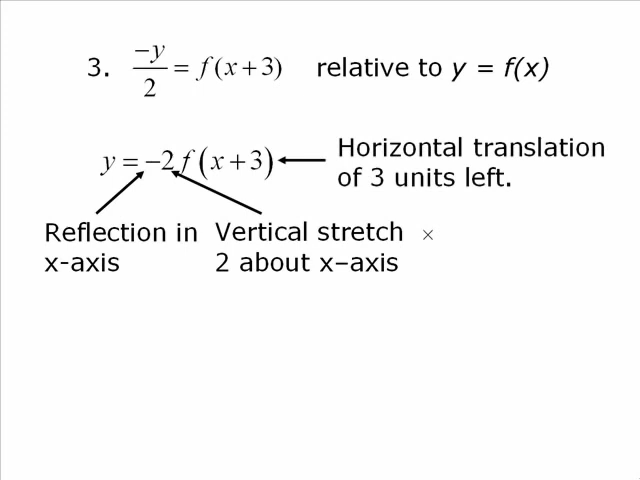 3. -y/2 = f(x+3) relative to y = f(x)
y = -2f(x+3)
Horizontal translation
of 3 units left.
Reflection in
x-axis
Vertical stretch ×
2 about x–axis